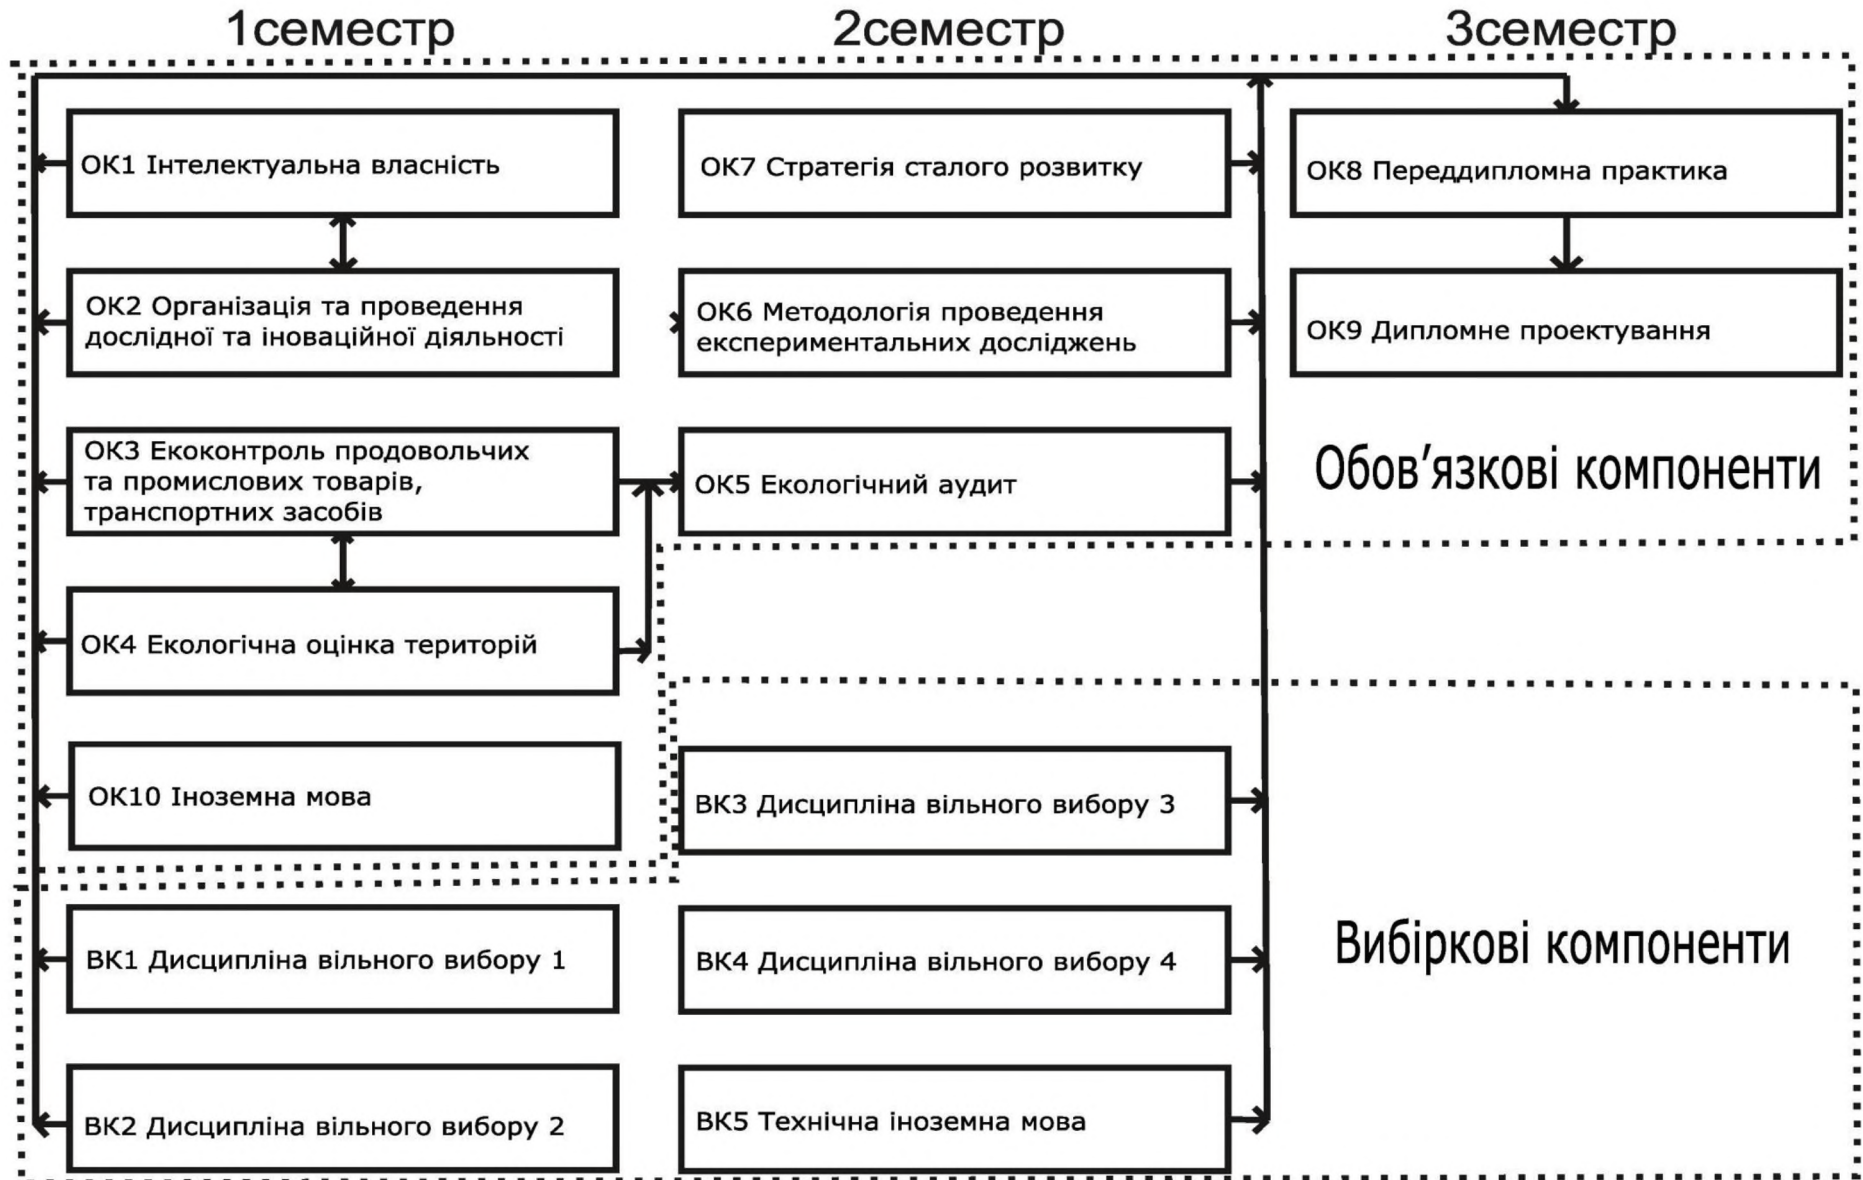 1семестр
2семестр
3семестр
ОК1 Інтелектуальна власність
ОК2 Організація та проведення
дослідної та іноваційної діяльності
ОК3 Екоконтроль продовольчих
та промислових товарів,
транспортних засобів
ОК4 Екологічна оцінка територій
ОК10 Іноземна мова
ВК1 Дисципліна вільного вибору 1
ВК2 Дисципліна вільного вибору 2
ОК7 Стратегія сталого розвитку
ОК6 Методологія проведення
експериментальних досліджень
ОК5 Екологічний аудит
ВК3 Дисципліна вільного вибору 3
ВК4 Дисципліна вільного вибору 4
ВК5 Технічна іноземна мова
ОК8 Переддипломна практика
ОК9 Дипломне проектування
Обов’язкові компоненти
Вибіркові компоненти